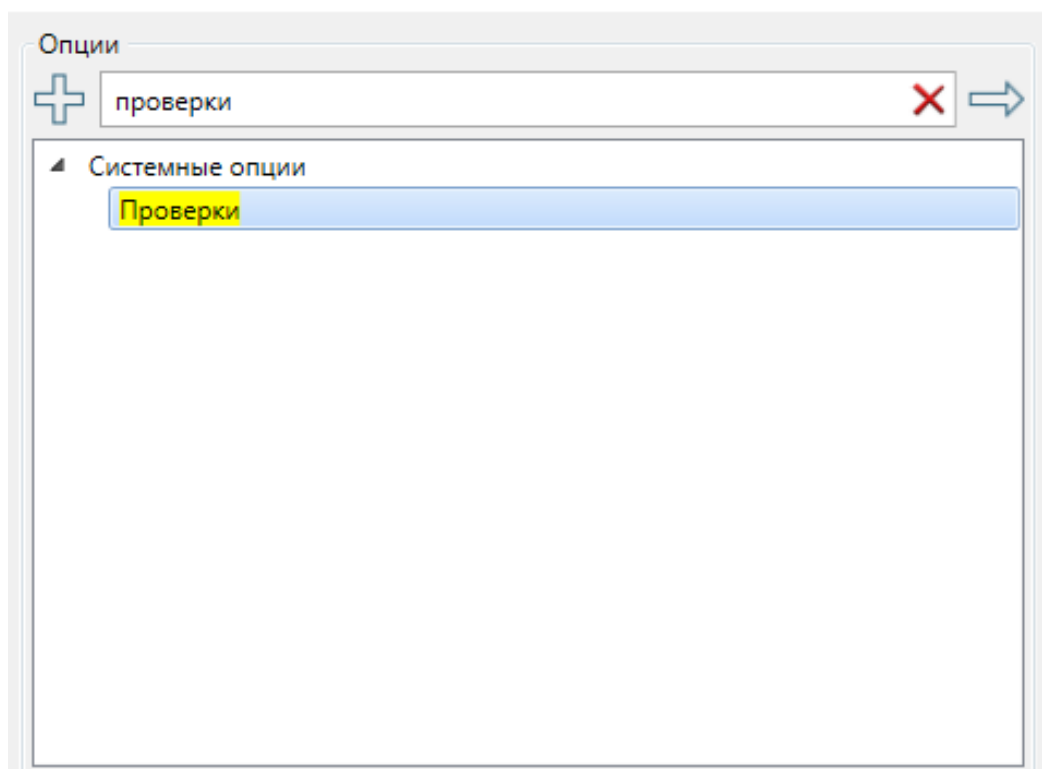 Опции
проверки
Системные опции
Проверки